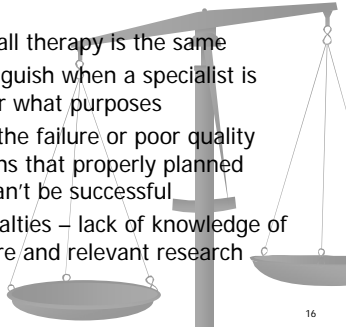 all therapy is the same
guish when a specialist is
r what purposes
the failure or poor quality
ns that properly planned
an't be successful
alties – lack of knowledge of
re and relevant research
16